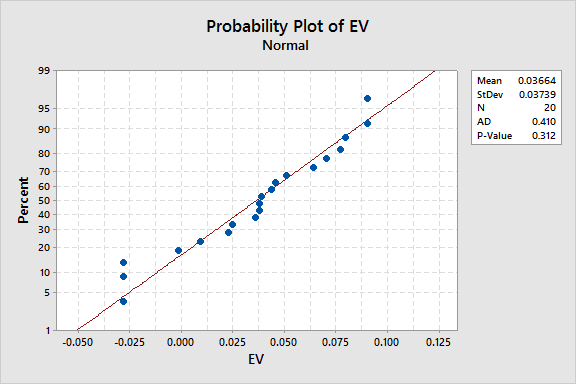 Probability Plot of EV
Normal
99
95
90
80
70
60
50
40
30
20
10
5
1
Percent
-0.050 -0.025 0.000 0.025 0.050 0.075 0.100 0.125
EV
Mean 0.03664
StDev 0.03739
N 20
AD 0.410
P-Value 0.312